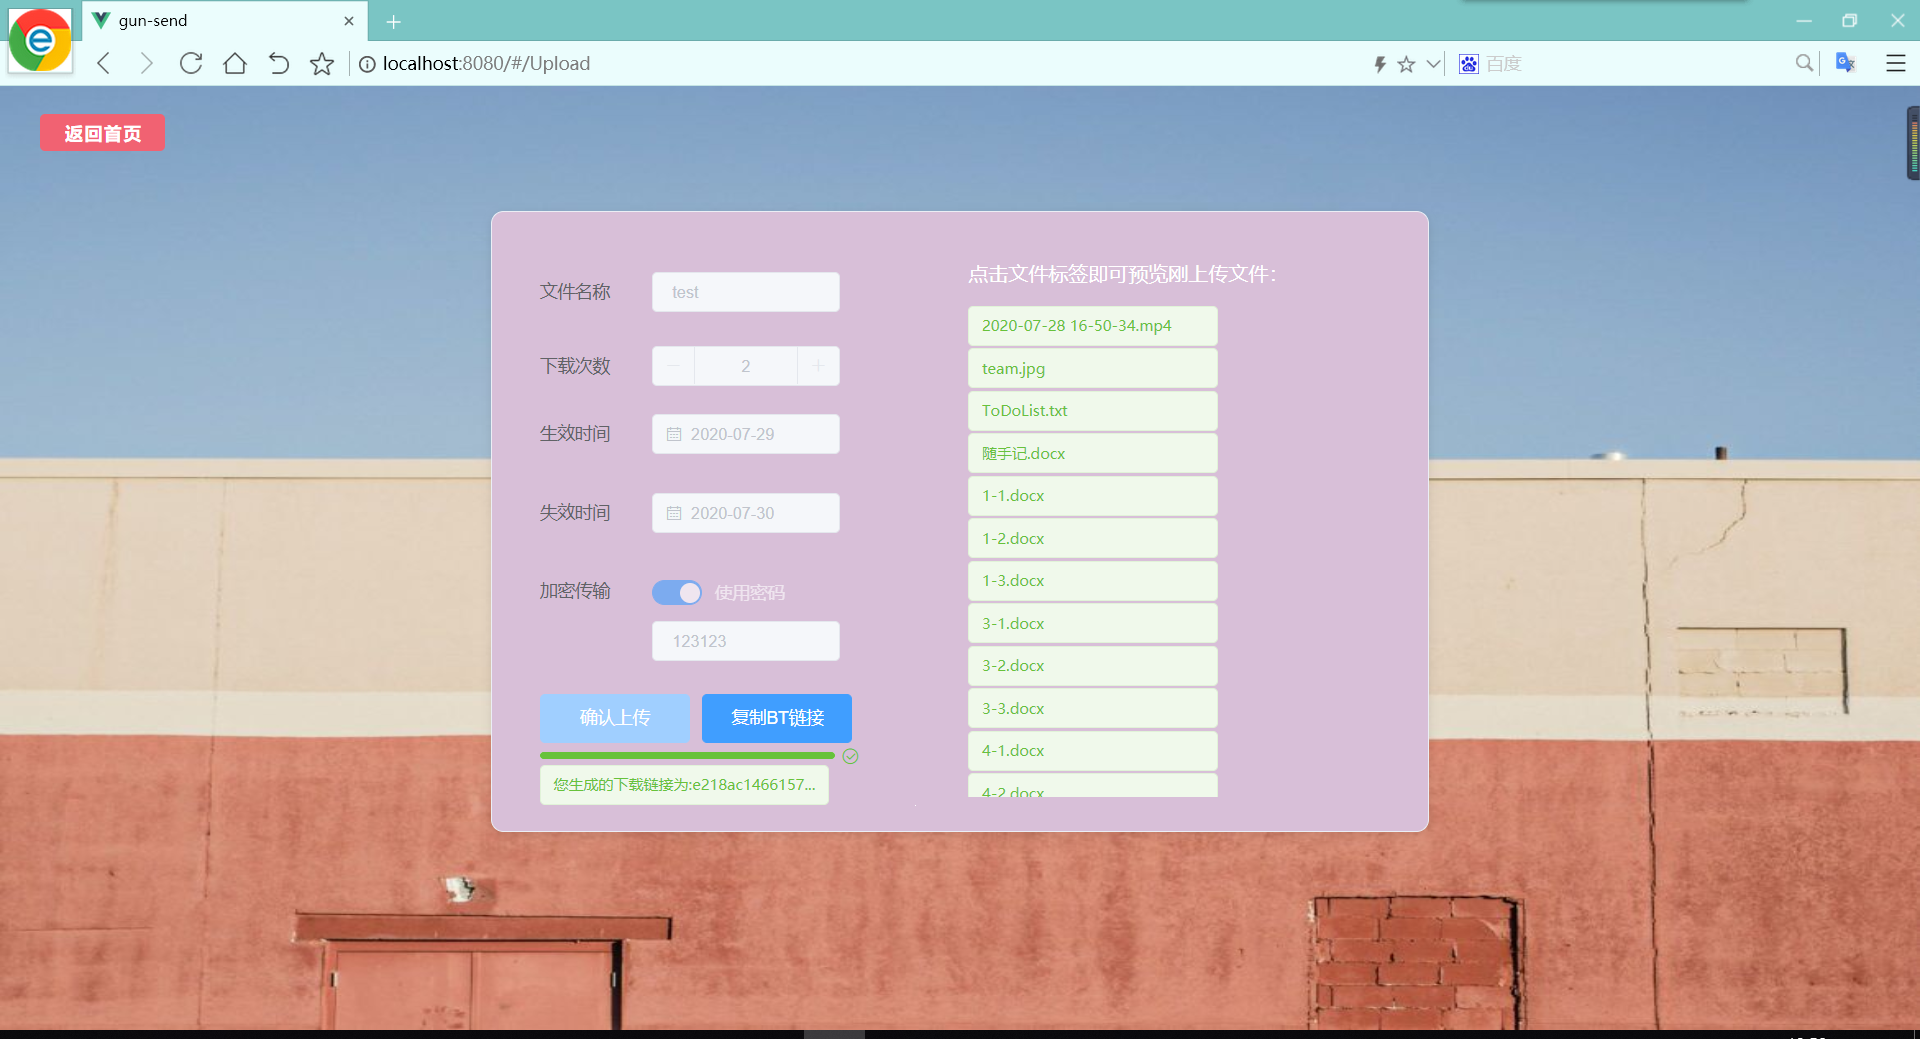 gun-send
localhost:8080/#/Upload
百度
返回首页
文件名称
test
下载次数
2
生效时间
2020-07-29
失效时间
2020-07-30
加密传输
使用密码
123123
确认上传
复制BT链接
您生成的下载链接为:e218ac1466157...
点击文件标签即可预览刚上传文件：
2020-07-28 16-50-34.mp4
team.jpg
ToDoList.txt
随手记.docx
1-1.docx
1-2.docx
1-3.docx
3-1.docx
3-2.docx
3-3.docx
4-1.docx
4-2.docx